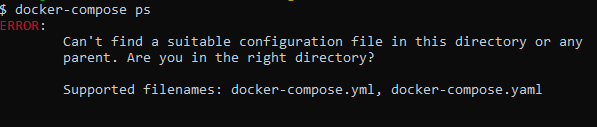 $ docker-compose ps
ERROR:
Can't find a suitable configuration file in this directory or any
parent. Are you in the right directory?
Supported filenames: docker-compose.yml, docker-compose.yaml